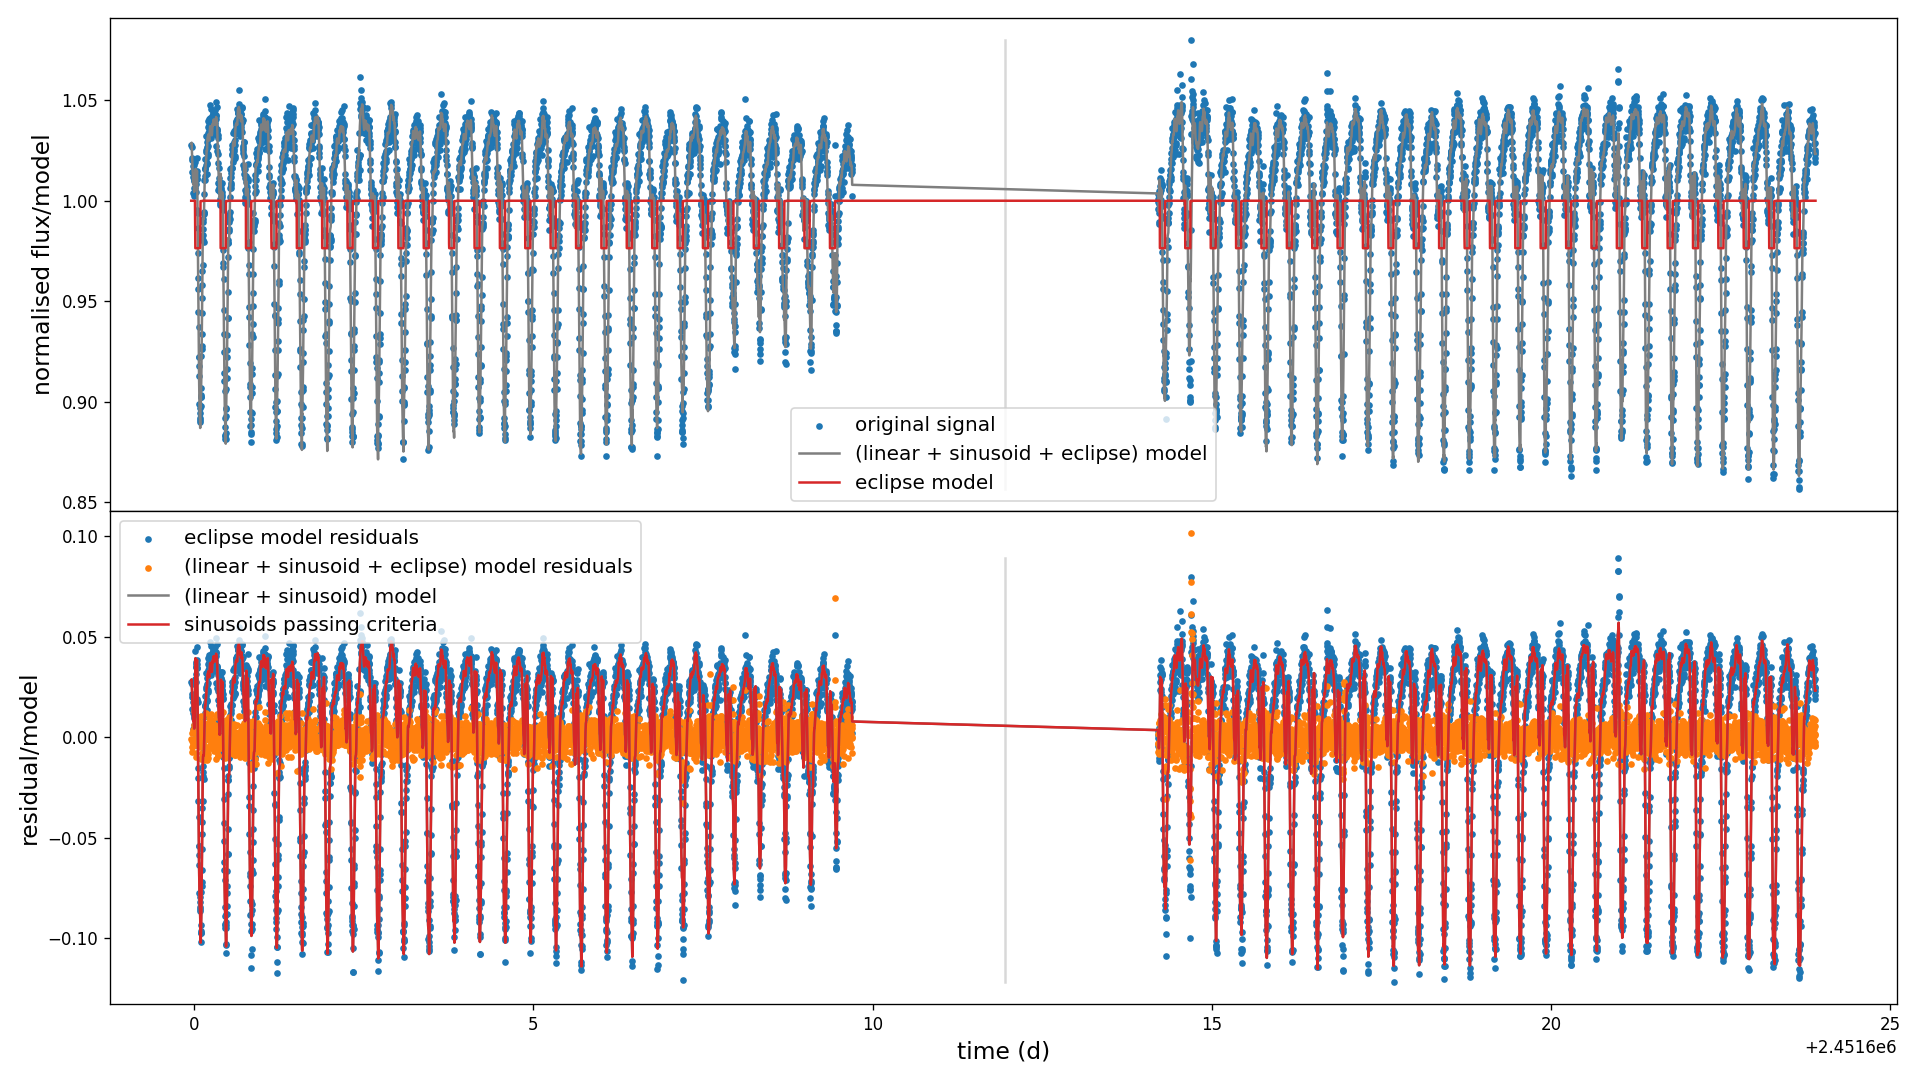 normalised flux/model
1.05
1.00
0.95
0.90
0.85
original signal
(linear + sinusoid + eclipse) model
eclipse model
residual/model
0.10
0.05
0.00
−0.05
−0.10
eclipse model residuals
(linear + sinusoid + eclipse) model residuals
(linear + sinusoid) model
sinusoids passing criteria
0
5
10
15
20
25
time (d)
+2.4516e6